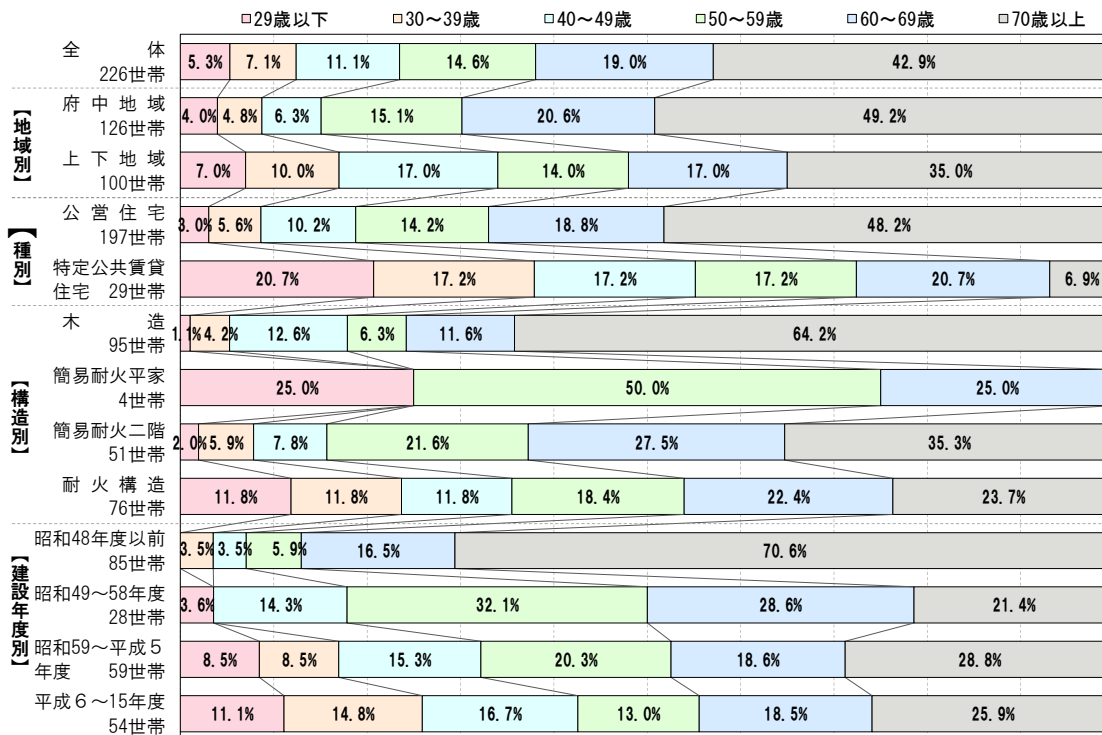 □29歳以下 □30～39歳 □40～49歳 □50～59歳 □60～69歳 □70歳以上
全体
226世帯
5.3% 7.1% 11.1% 14.6% 19.0% 42.9%
【地域別】
府中地域
126世帯
4.0% 4.8% 6.3% 15.1% 20.6% 49.2%
上下地域
100世帯
7.0% 10.0% 17.0% 14.0% 17.0% 35.0%
【種別】
公営住宅
197世帯
3.0% 5.6% 10.2% 14.2% 18.8% 48.2%
特定公共賃貸
住宅 29世帯
20.7% 17.2% 17.2% 17.2% 20.7% 6.9%
【構造別】
木造
95世帯
1.1% 4.2% 12.6% 6.3% 11.6% 64.2%
簡易耐火平家
4世帯
25.0% 50.0% 25.0%
簡易耐火二階
51世帯
2.0% 5.9% 7.8% 21.6% 27.5% 35.3%
耐火構造
76世帯
11.8% 11.8% 11.8% 18.4% 22.4% 23.7%
【建設年度別】
昭和48年度以前
85世帯
3.5% 3.5% 5.9% 16.5% 70.6%
昭和49～58年度
28世帯
3.6% 14.3% 32.1% 28.6% 21.4%
昭和59～平成５
年度 59世帯
8.5% 8.5% 15.3% 20.3% 18.6% 28.8%
平成６～15年度
54世帯
11.1% 14.8% 16.7% 13.0% 18.5% 25.9%